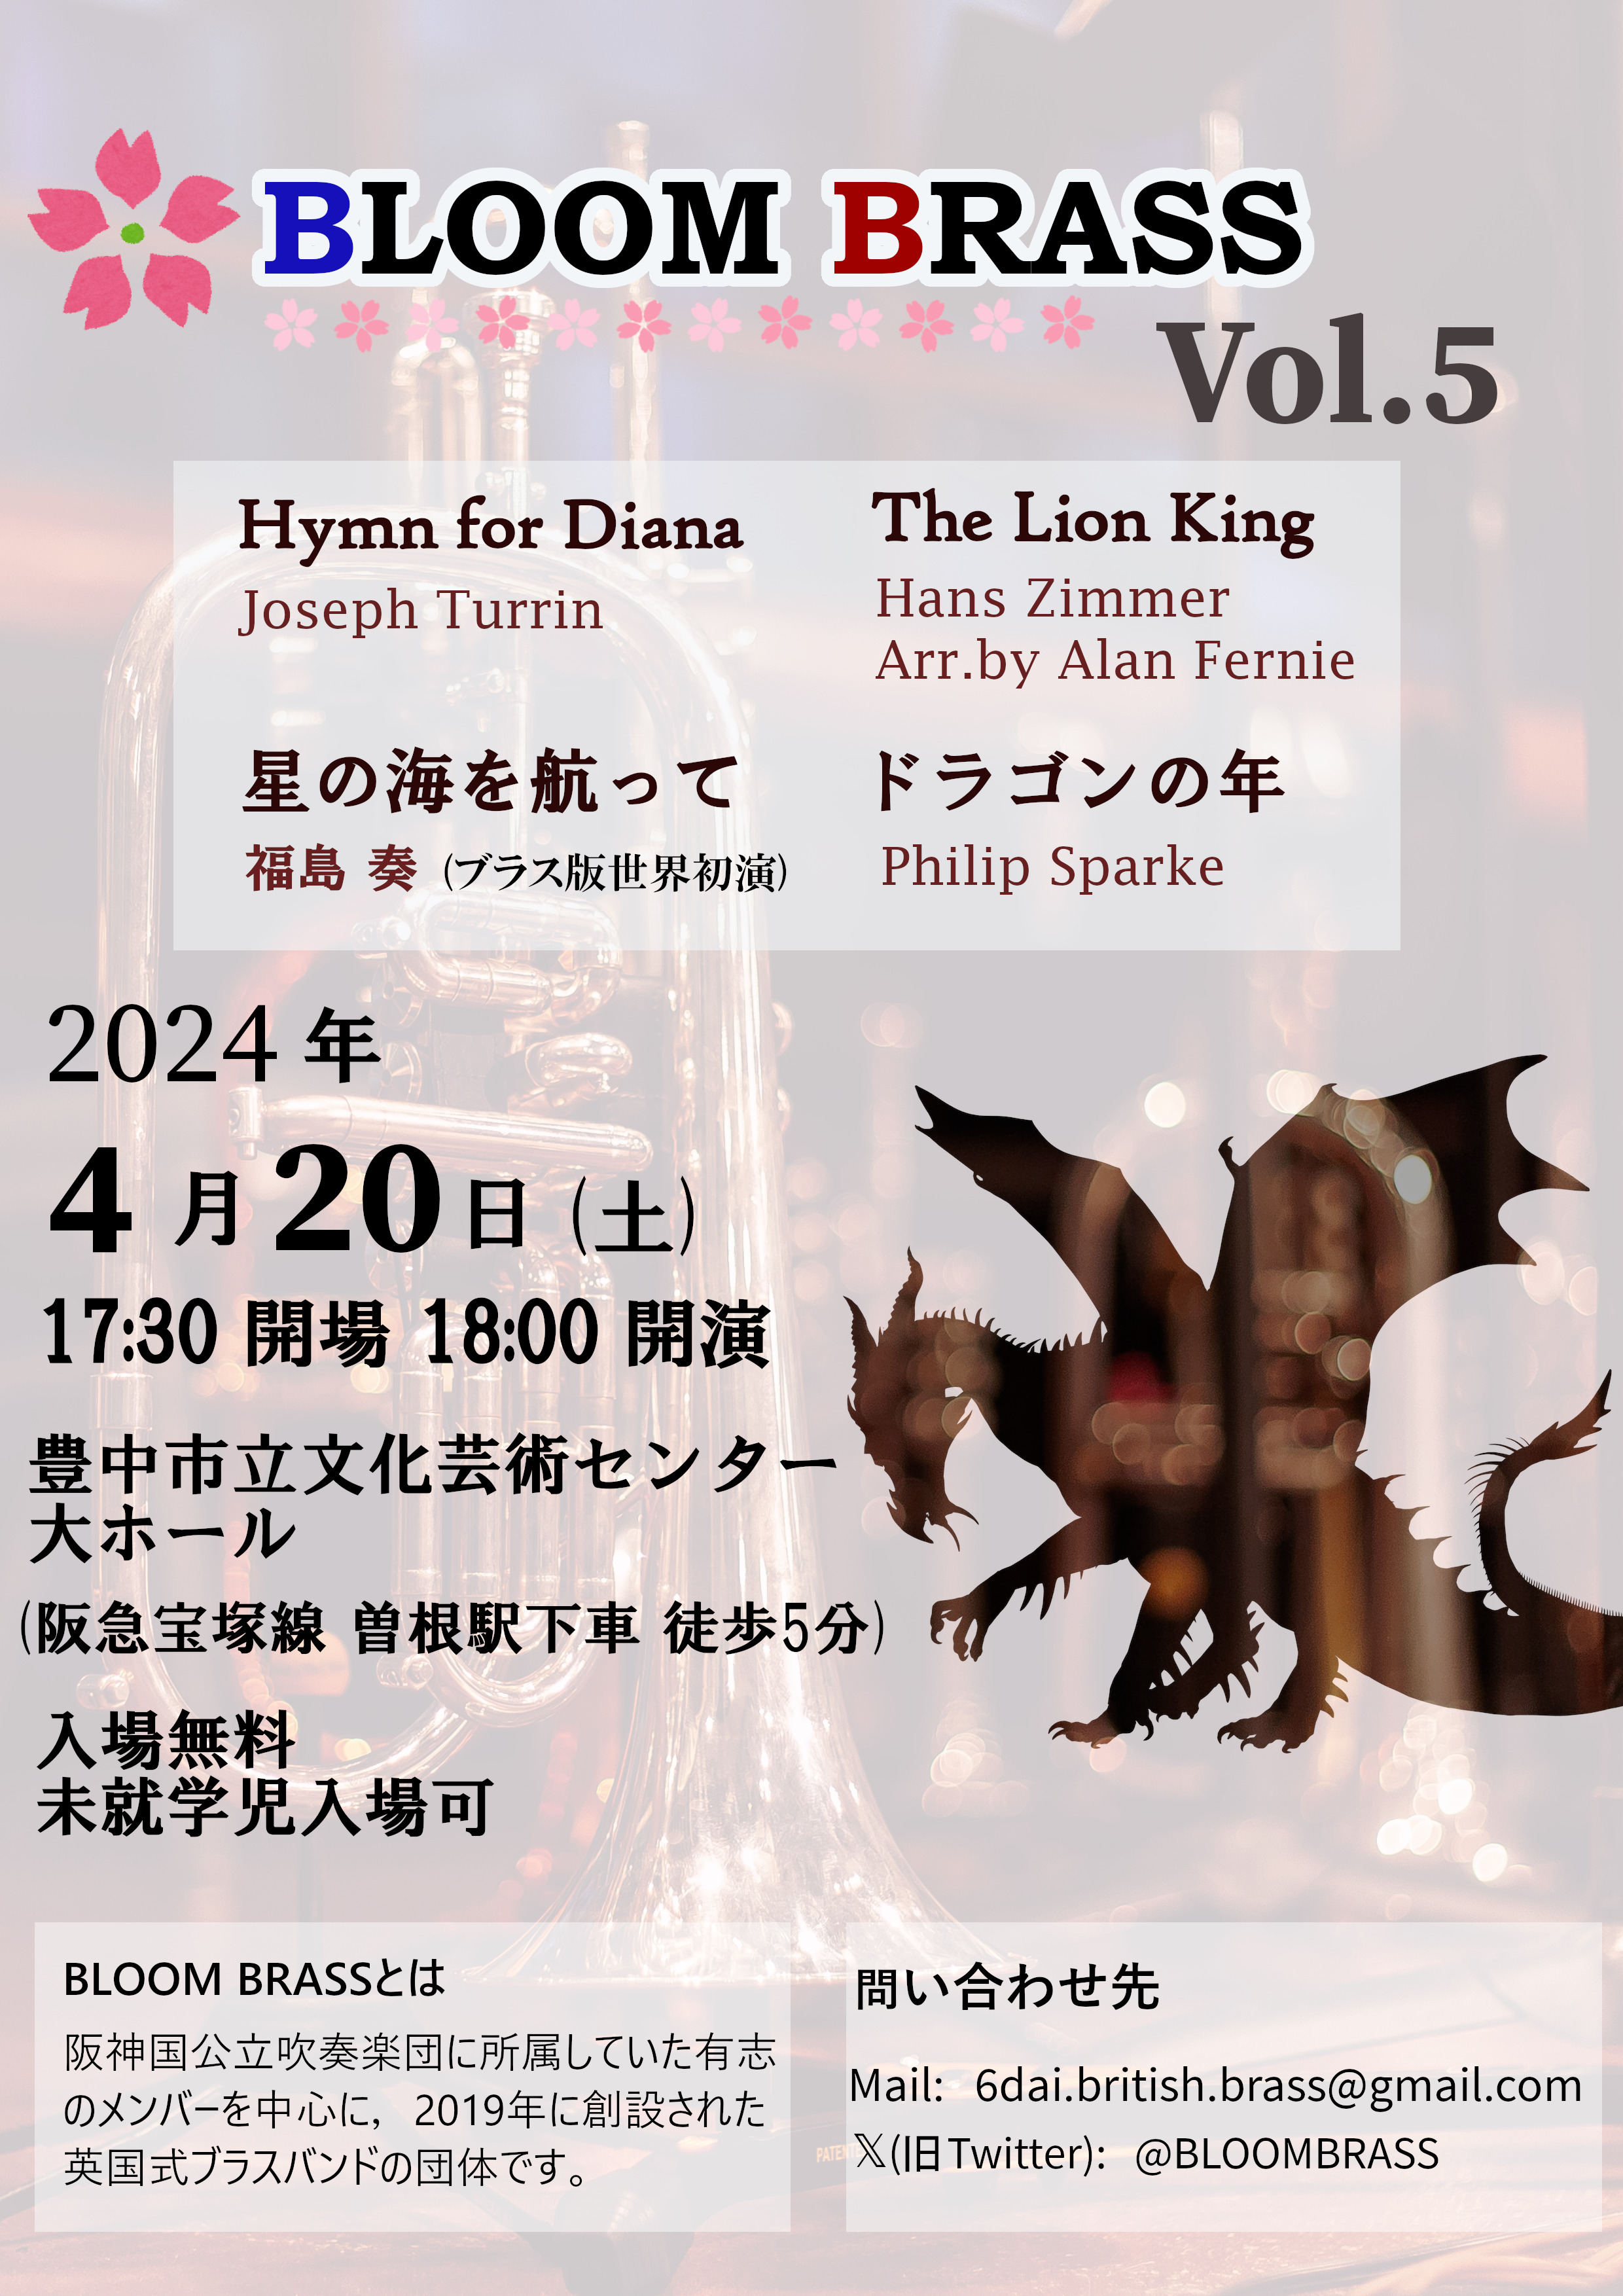 BLOOM BRASS
Vol.5
Hymn for Diana
Joseph Turrin
The Lion King
Hans Zimmer
Arr.by Alan Fernie
星の海を航って
福島 奏 (ブラス版世界初演)
ドラゴンの年
Philip Sparke
2024 年
4 月 20 日 (土)
17:30 開場 18:00 開演
豊中市立文化芸術センター
大ホール
(阪急宝塚線 曽根駅下車 徒歩5分)
入場無料
未就学児入場可
BLOOM BRASSとは
阪神国公立吹奏楽団に所属していた有志
のメンバーを中心に，2019年に創設された
英国式ブラスバンドの団体です。
問い合わせ先
Mail: 6dai.british.brass@gmail.com
𝕏(旧Twitter): @BLOOMBRASS